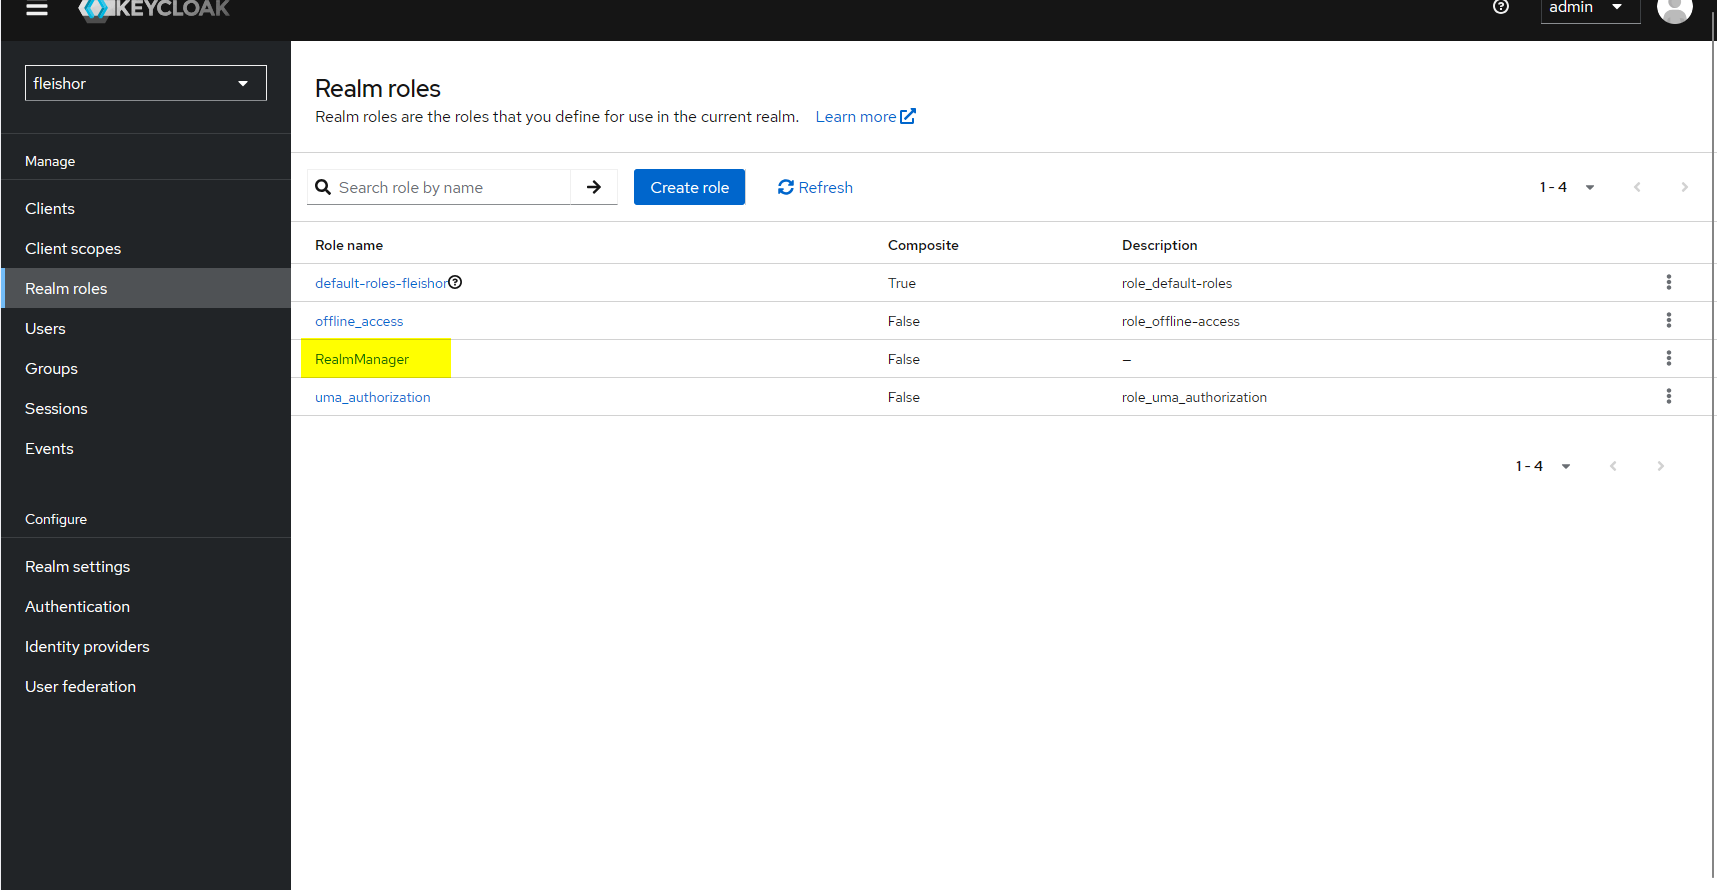 KEYCLOAK
admin
fleishor
Manage
Clients
Client scopes
Realm roles
Users
Groups
Sessions
Events
Configure
Realm settings
Authentication
Identity providers
User federation
Realm roles
Realm roles are the roles that you define for use in the current realm. Learn more
Search role by name Create role Refresh 1 - 4
Role name Composite Description
default-roles-fleishor True role_default-roles
offline_access False role_offline-access
RealmManager False –
uma_authorization False role_uma_authorization
1 - 4